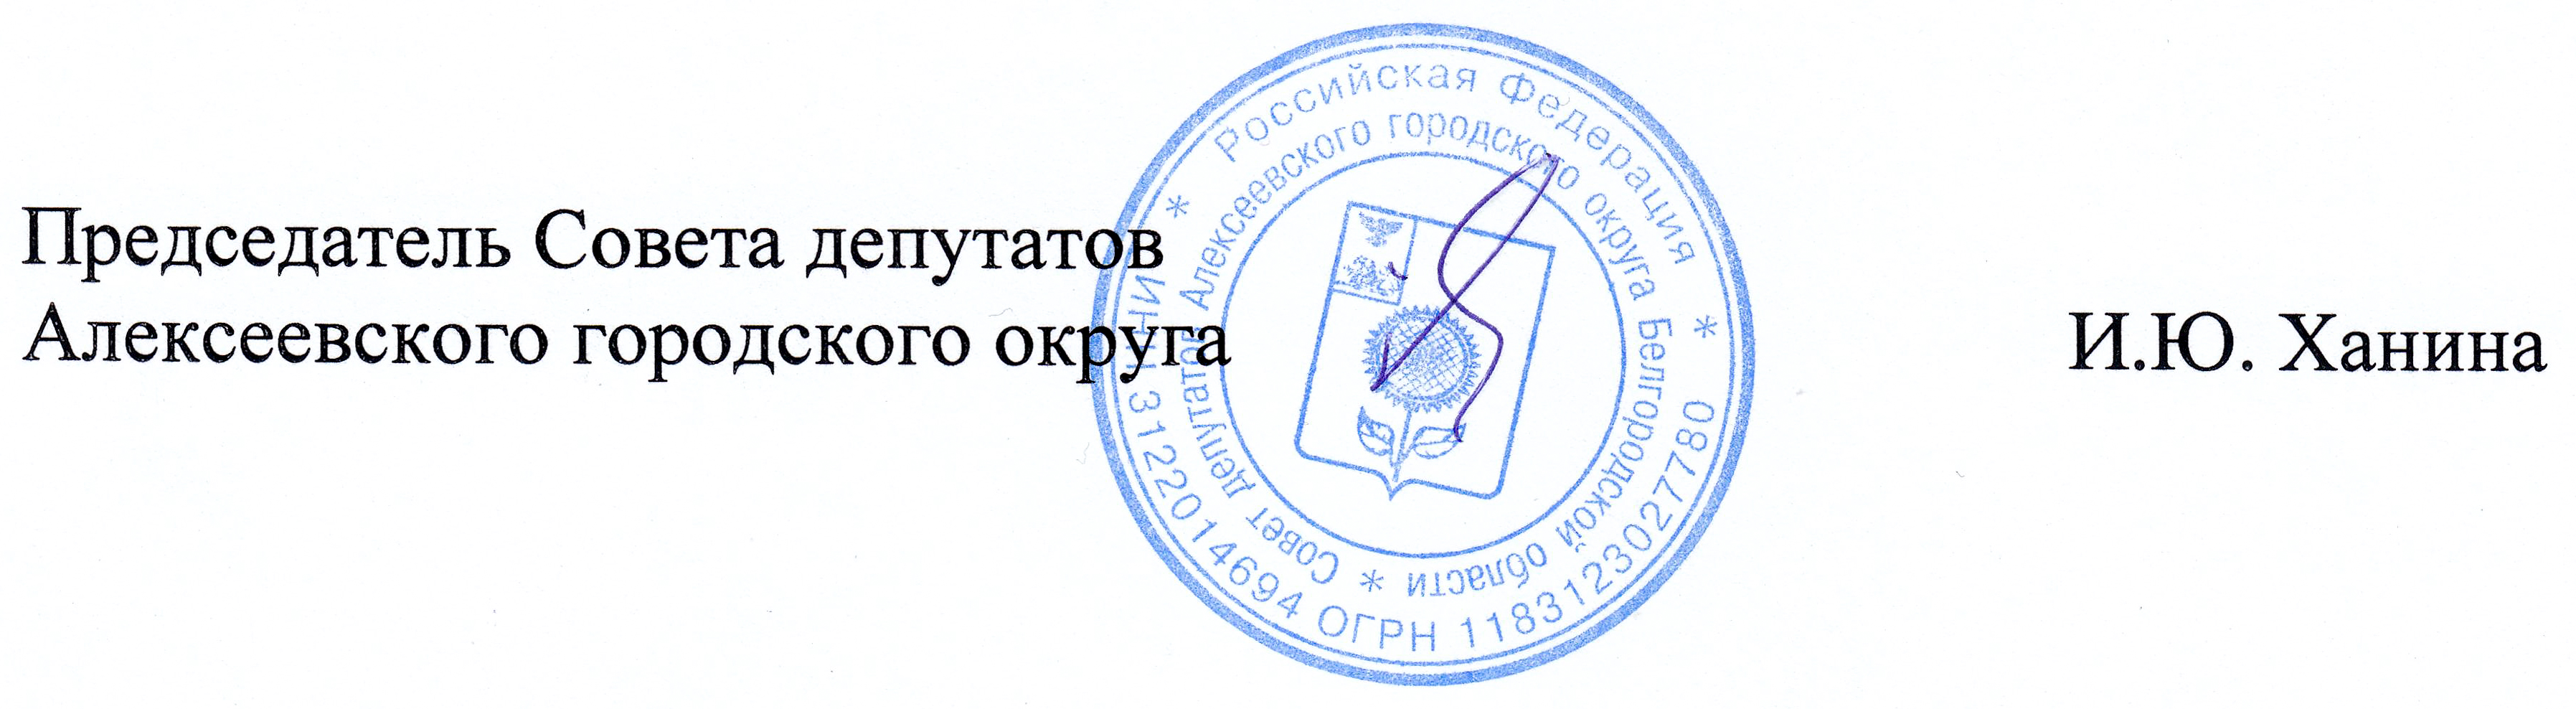 Председатель Совета депутатов
Алексеевского городского округа
И.Ю. Ханина
* Российская Федерация *
ИНН 3122014694 ОГРН 1183123027780
* Совет депутатов Алексеевского городского округа Белгородской области